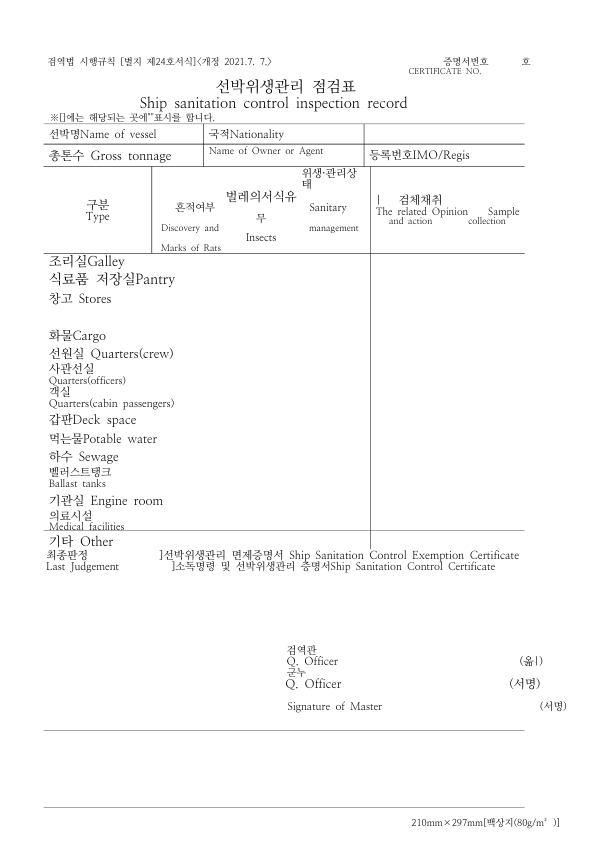 검역법 시행규칙 [별지 제24호서식]<개정 2021.7. 7.> 증명서번호 호
CERTIFICATE NO.
선박위생관리 점검표
Ship sanitation control inspection record
※[]에는 해당되는 곳에""표시를 합니다.
선박명Name of vessel 국적Nationality
총톤수 Gross tonnage Name of Owner or Agent 등록번호IMO/Regis
구분
Type
흔적여부
Discovery and
Marks of Rats
벌레의서식유
무
Insects
위생·관리상
태
Sanitary
management
| 검체채취
The related Opinion Sample
and action collection
조리실Galley
식료품 저장실Pantry
창고 Stores
화물Cargo
선원실 Quarters(crew)
사관선실
Quarters(officers)
객실
Quarters(cabin passengers)
갑판Deck space
먹는물Potable water
하수 Sewage
벨러스트탱크
Ballast tanks
기관실 Engine room
의료시설
Medical facilities
기타 Other
최종판정 ]선박위생관리 면제증명서 Ship Sanitation Control Exemption Certificate
Last Judgement ]소독명령 및 선박위생관리 증명서Ship Sanitation Control Certificate
검역관
Q. Officer (옮|)
군누
Q. Officer (서명)
Signature of Master (서명)
210mm×297mm[백상지(80g/m² )]